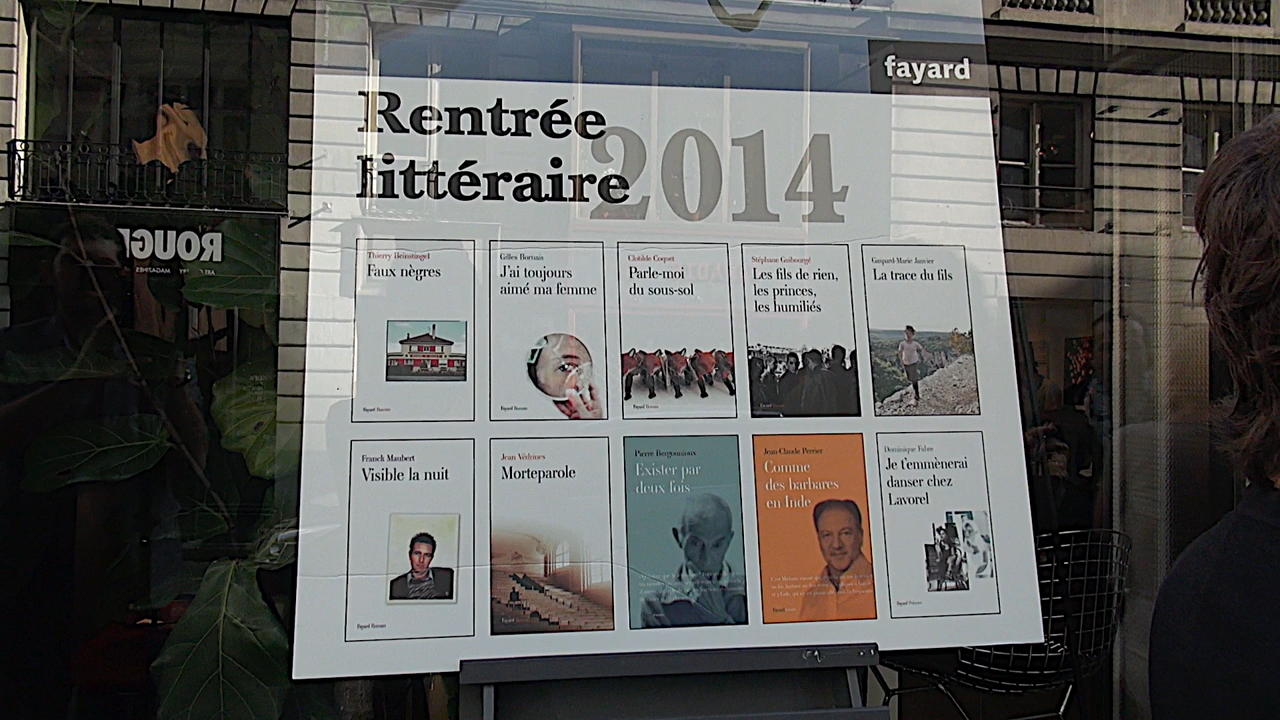 fayard
Rentrée
littéraire
2014
Thierry Beinstingel
Faux nègres
Gilles Bornais
J'ai toujours
aimé ma femme
Clotilde Coquet
Parle-moi
du sous-sol
Stéphane Guibourgé
Les fils de rien,
les princes,
les humiliés
Gaspard-Marie Janvier
La trace du fils
Franck Maubert
Visible la nuit
Jean Védrines
Morteparole
Pierre Bergounioux
Exister par
deux fois
Jean-Claude Perrier
Comme
des barbares
en Inde
Dominique Fabre
Je t'emmènerai
danser chez
Lavorel
ROUGE